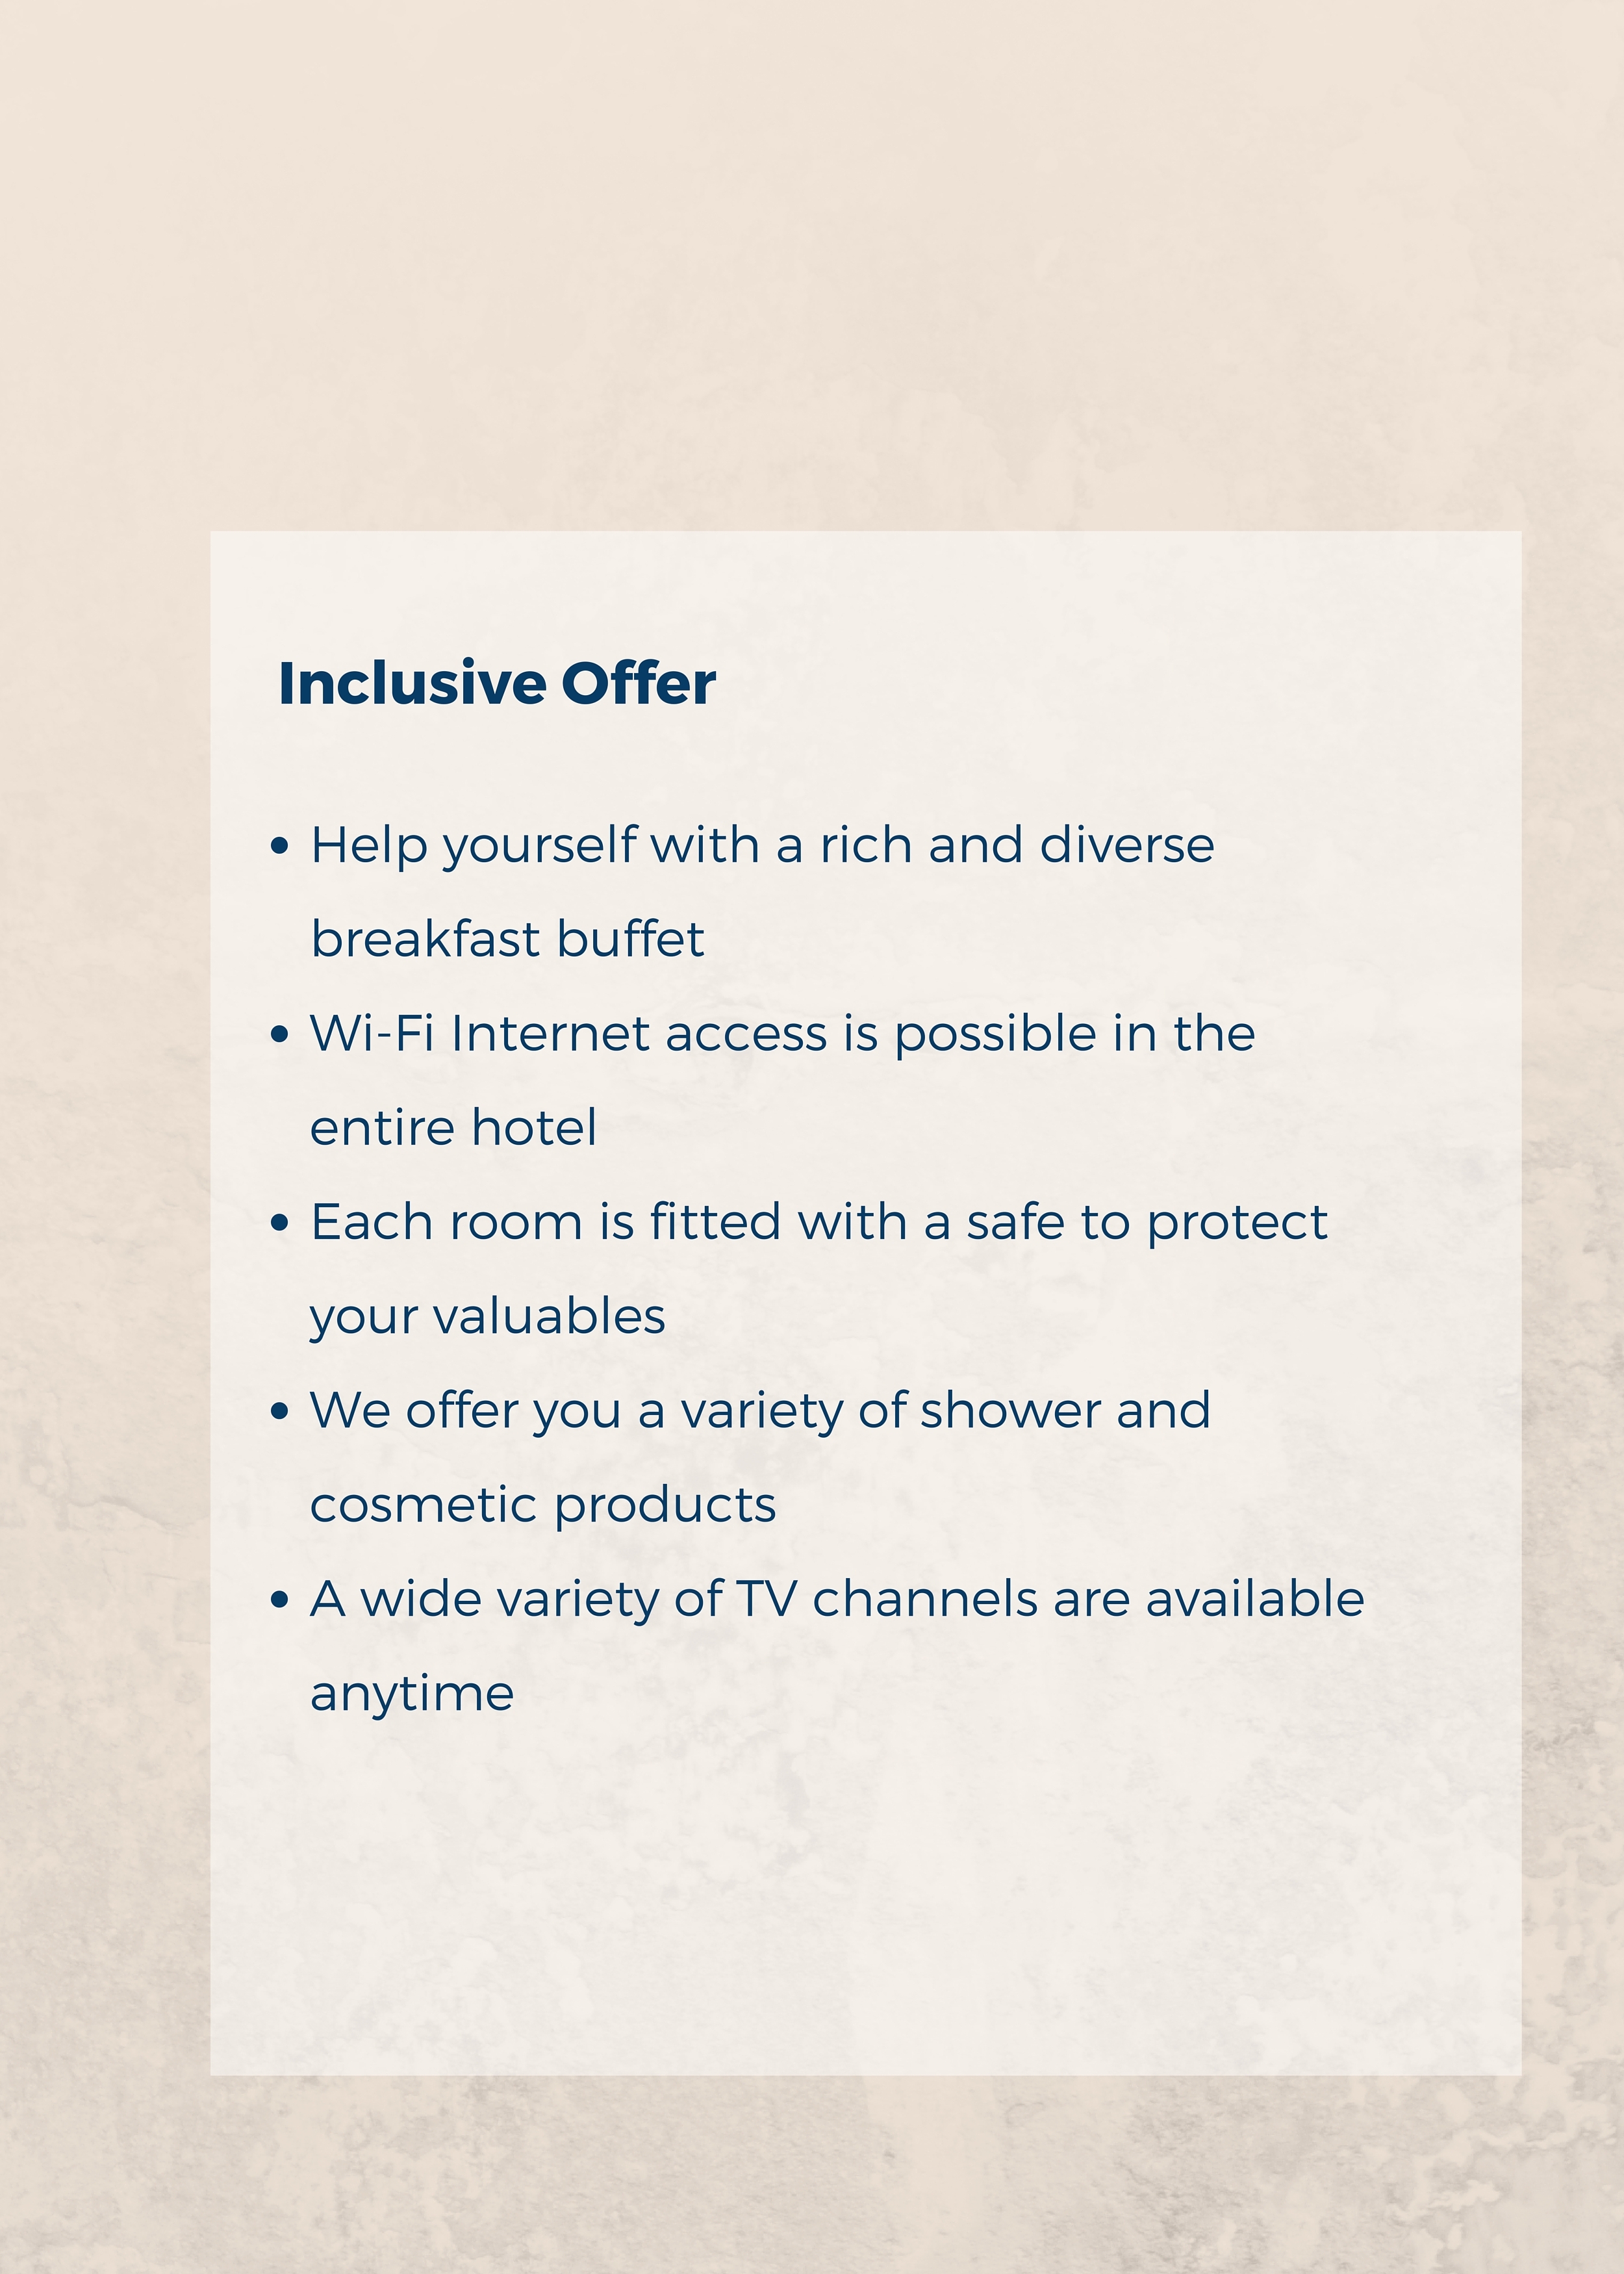 Inclusive Offer
• Help yourself with a rich and diverse
breakfast buffet
• Wi-Fi Internet access is possible in the
entire hotel
• Each room is fitted with a safe to protect
your valuables
• We offer you a variety of shower and
cosmetic products
• A wide variety of TV channels are available
anytime